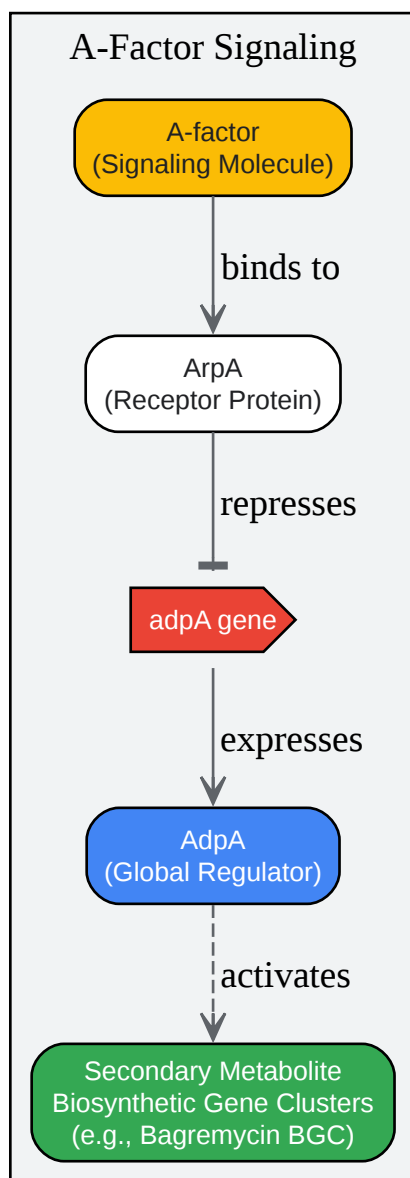 A-Factor Signaling
A-factor
(Signaling Molecule)
binds to
ArpA
(Receptor Protein)
represses
adpA gene
expresses
AdpA
(Global Regulator)
activates
Secondary Metabolite
Biosynthetic Gene Clusters
(e.g., Bagremycin BGC)